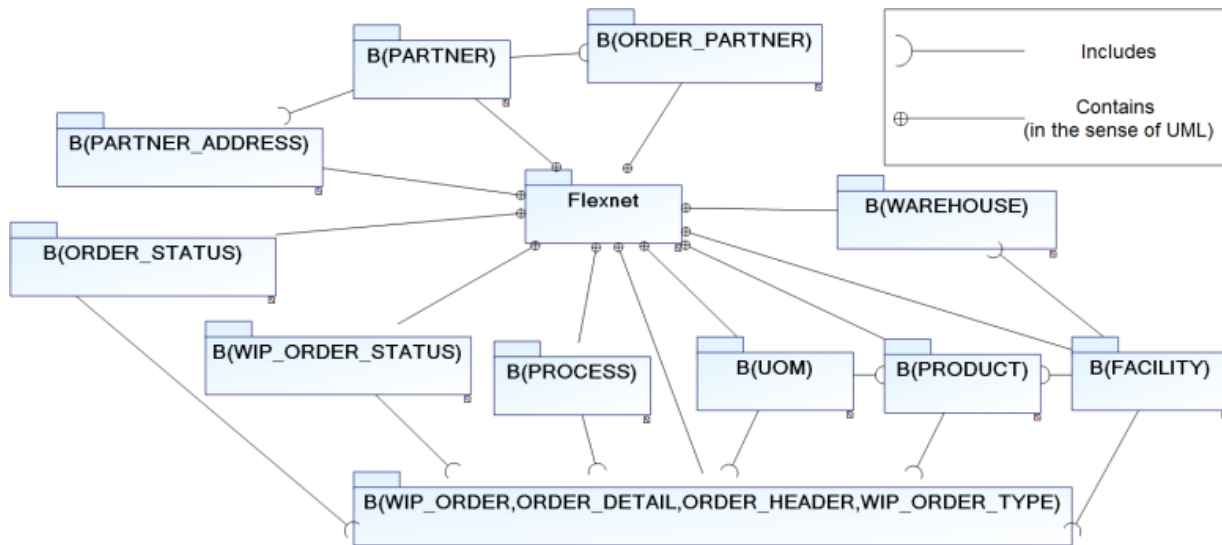 B(ORDER_PARTNER)
B(PARTNER)
Includes
Contains
(in the sense of UML)
B(PARTNER_ADDRESS)
Flexnet
B(WAREHOUSE)
B(ORDER_STATUS)
B(WIP_ORDER_STATUS)
B(PROCESS)
B(UOM)
B(PRODUCT)
B(FACILITY)
B(WIP_ORDER,ORDER_DETAIL,ORDER_HEADER,WIP_ORDER_TYPE)